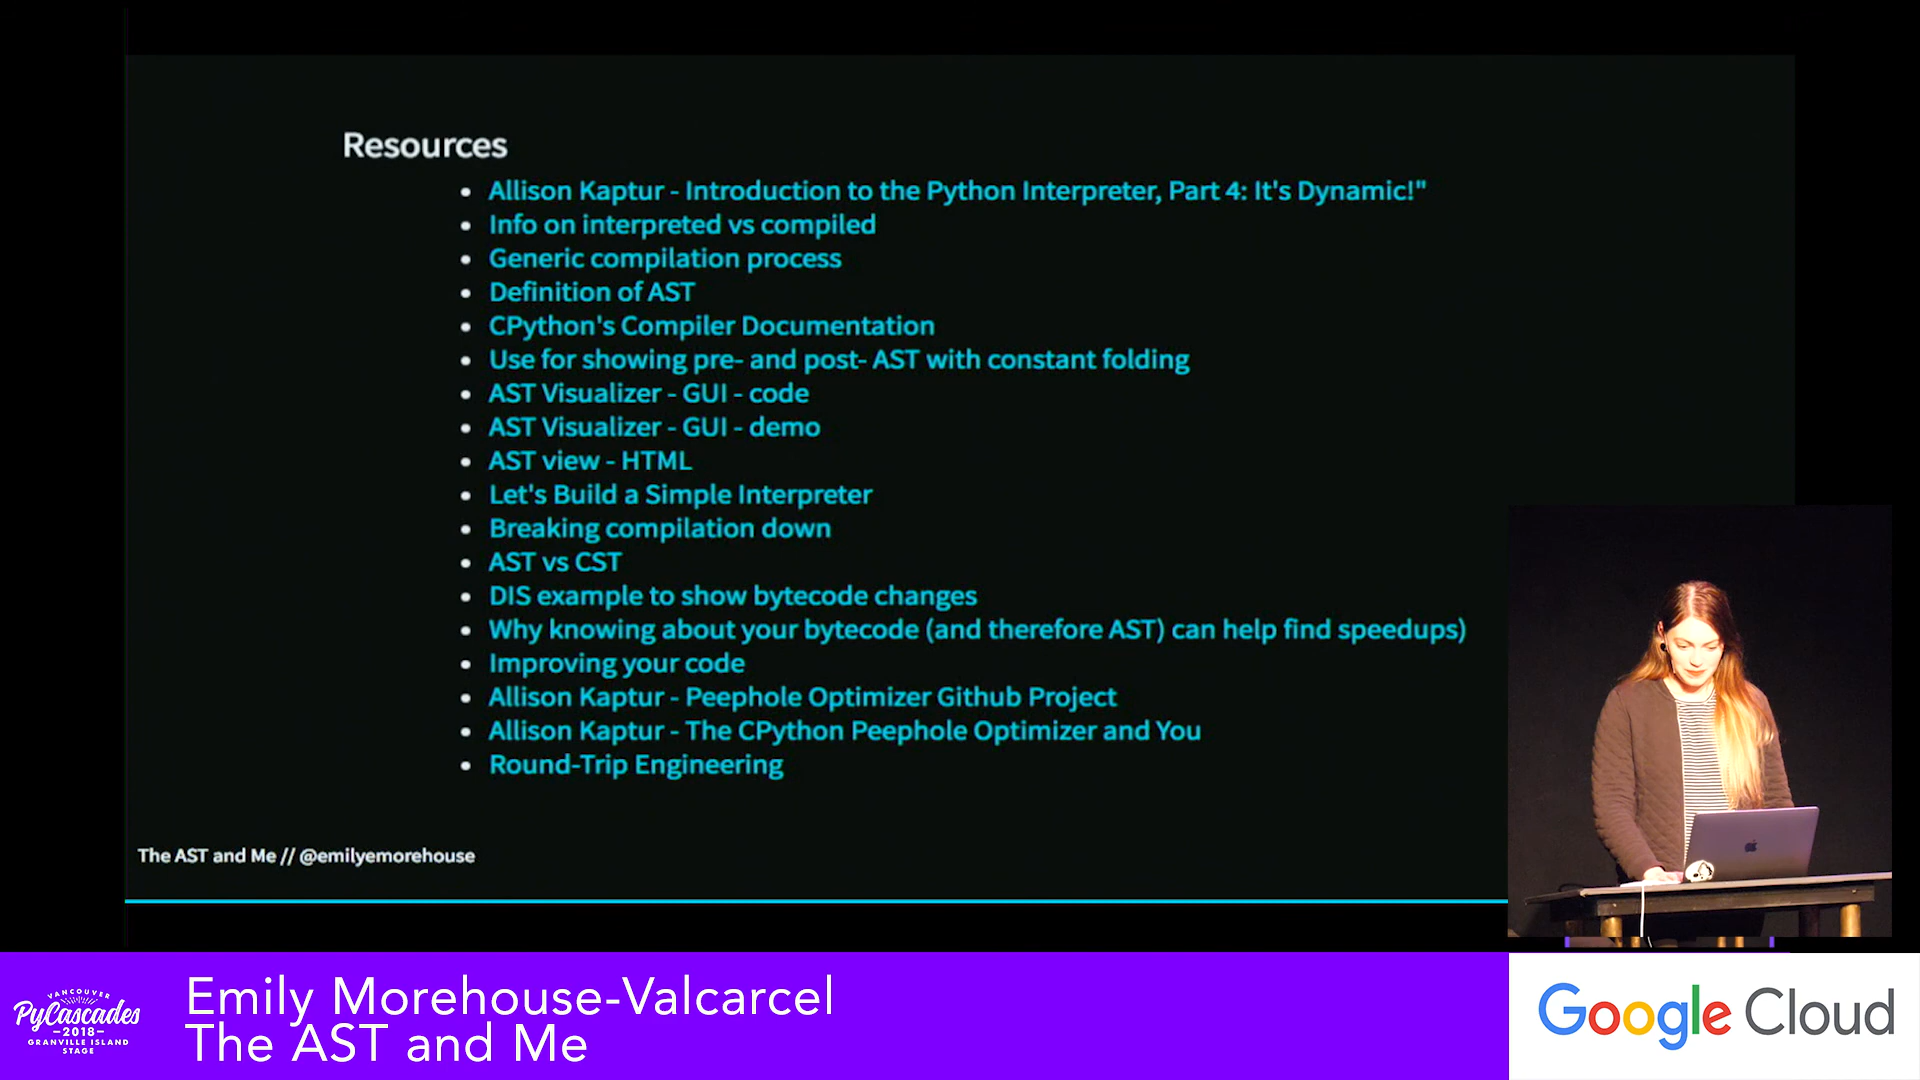 Resources
Allison Kaptur - Introduction to the Python Interpreter, Part 4: It's Dynamic!"
Info on interpreted vs compiled
Generic compilation process
Definition of AST
CPython's Compiler Documentation
Use for showing pre- and post- AST with constant folding
AST Visualizer - GUI - code
AST Visualizer - GUI - demo
AST view - HTML
Let's Build a Simple Interpreter
Breaking compilation down
AST vs CST
DIS example to show bytecode changes
Why knowing about your bytecode (and therefore AST) can help find speedups)
Improving your code
Allison Kaptur - Peephole Optimizer Github Project
Allison Kaptur - The CPython Peephole Optimizer and You
Round-Trip Engineering
The AST and Me // @emilyemorehouse
VANCOUVER
PyCascades
-2018-
GRANVILLE ISLAND
STAGE
Emily Morehouse-Valcarcel
The AST and Me
Google Cloud